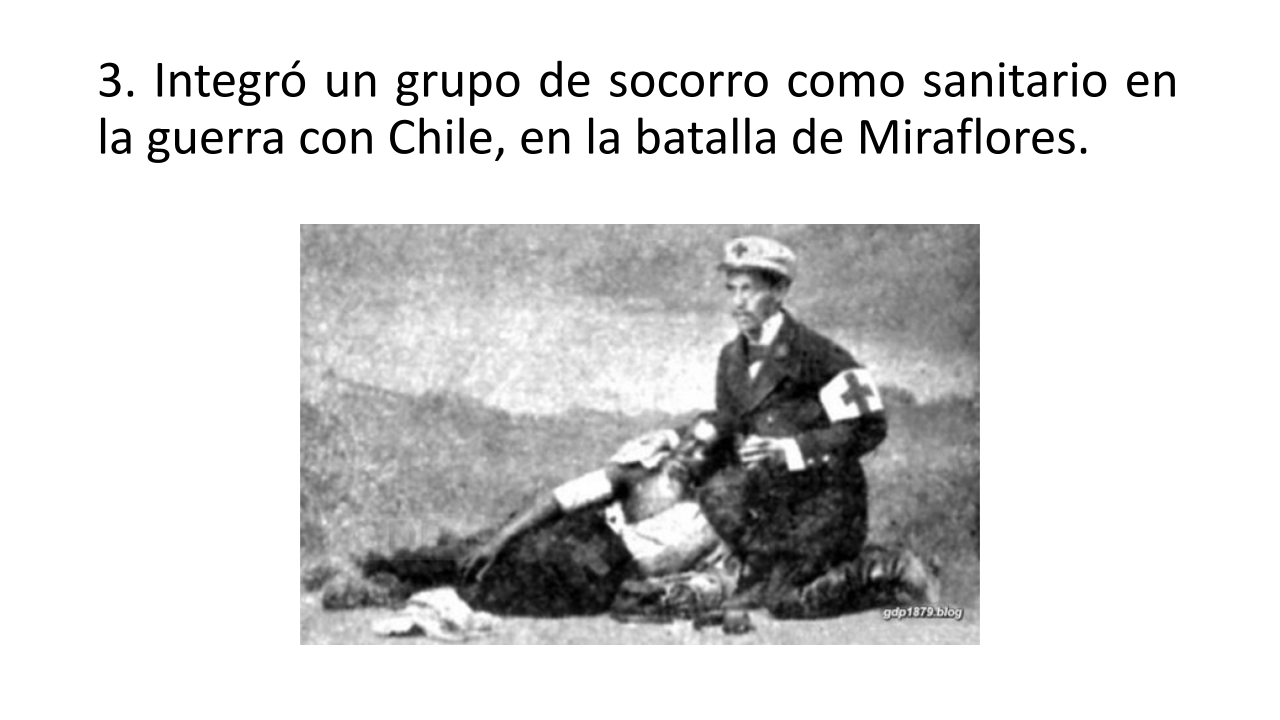 3. Integró un grupo de socorro como sanitario en
la guerra con Chile, en la batalla de Miraflores.
gdp1879.blog